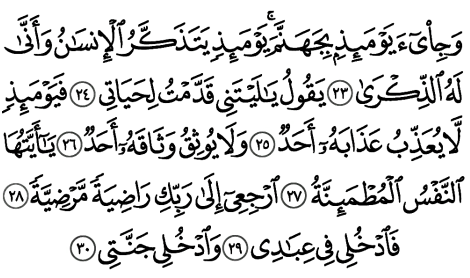 وَجِا۟ىٓءَ يَوْمَئِذِۭ بِجَهَنَّمَ ۚ يَوْمَئِذٍ يَتَذَكَّرُ ٱلْإِنسَـٰنُ وَأَنَّىٰ
لَهُ ٱلذِّكْرَىٰ ٢٣ يَقُولُ يَـٰلَيْتَنِى قَدَّمْتُ لِحَيَاتِى ٢٤ فَيَوْمَئِذٍ
لَّا يُعَذِّبُ عَذَابَهُۥٓ أَحَدٌ ٢٥ وَلَا يُوثِقُ وَثَاقَهُۥٓ أَحَدٌ ٢٦ يَـٰٓأَيَّتُهَا
ٱلنَّفْسُ ٱلْمُطْمَئِنَّةُ ٢٧ ٱرْجِعِىٓ إِلَىٰ رَبِّكِ رَاضِيَةً مَّرْضِيَّةً ٢٨
فَٱدْخُلِى فِى عِبَـٰدِى ٢٩ وَٱدْخُلِى جَنَّتِى ٣٠